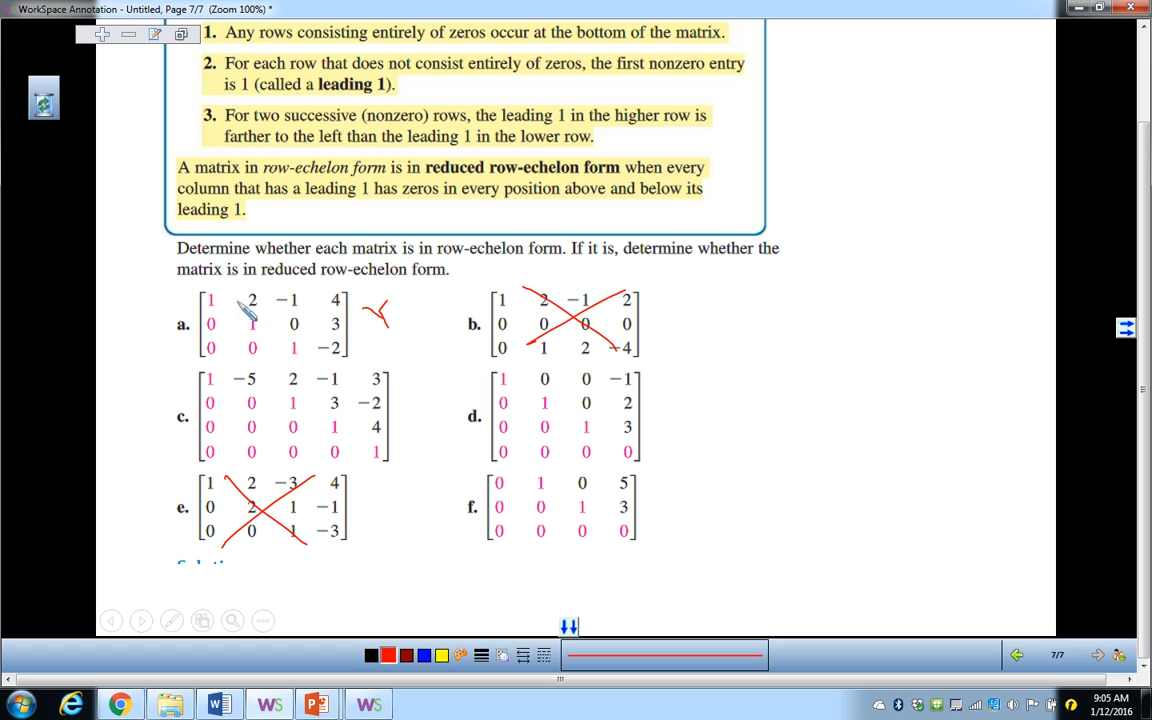 WorkSpace Annotation - Untitled, Page 7/7 (Zoom 100%) *
1. Any rows consisting entirely of zeros occur at the bottom of the matrix.
2. For each row that does not consist entirely of zeros, the first nonzero entry
is 1 (called a leading 1).
3. For two successive (nonzero) rows, the leading 1 in the higher row is
farther to the left than the leading 1 in the lower row.
A matrix in row-echelon form is in reduced row-echelon form when every
column that has a leading 1 has zeros in every position above and below its
leading 1.
Determine whether each matrix is in row-echelon form. If it is, determine whether the
matrix is in reduced row-echelon form.
a.
1 2 −1 4
0 1 0 3
0 0 1 −2
b.
1 2 −1 2
0 0 0 0
0 1 2 −4
c.
1 −5 2 −1 3
0 0 1 3 −2
0 0 0 1 4
0 0 0 0 1
d.
1 0 0 −1
0 1 0 2
0 0 1 3
0 0 0 0
e.
1 2 −3 4
0 2 1 −1
0 0 1 −3
f.
0 1 0 5
0 0 1 3
0 0 0 0
7/7
W WS P WS
9:05 AM
1/12/2016